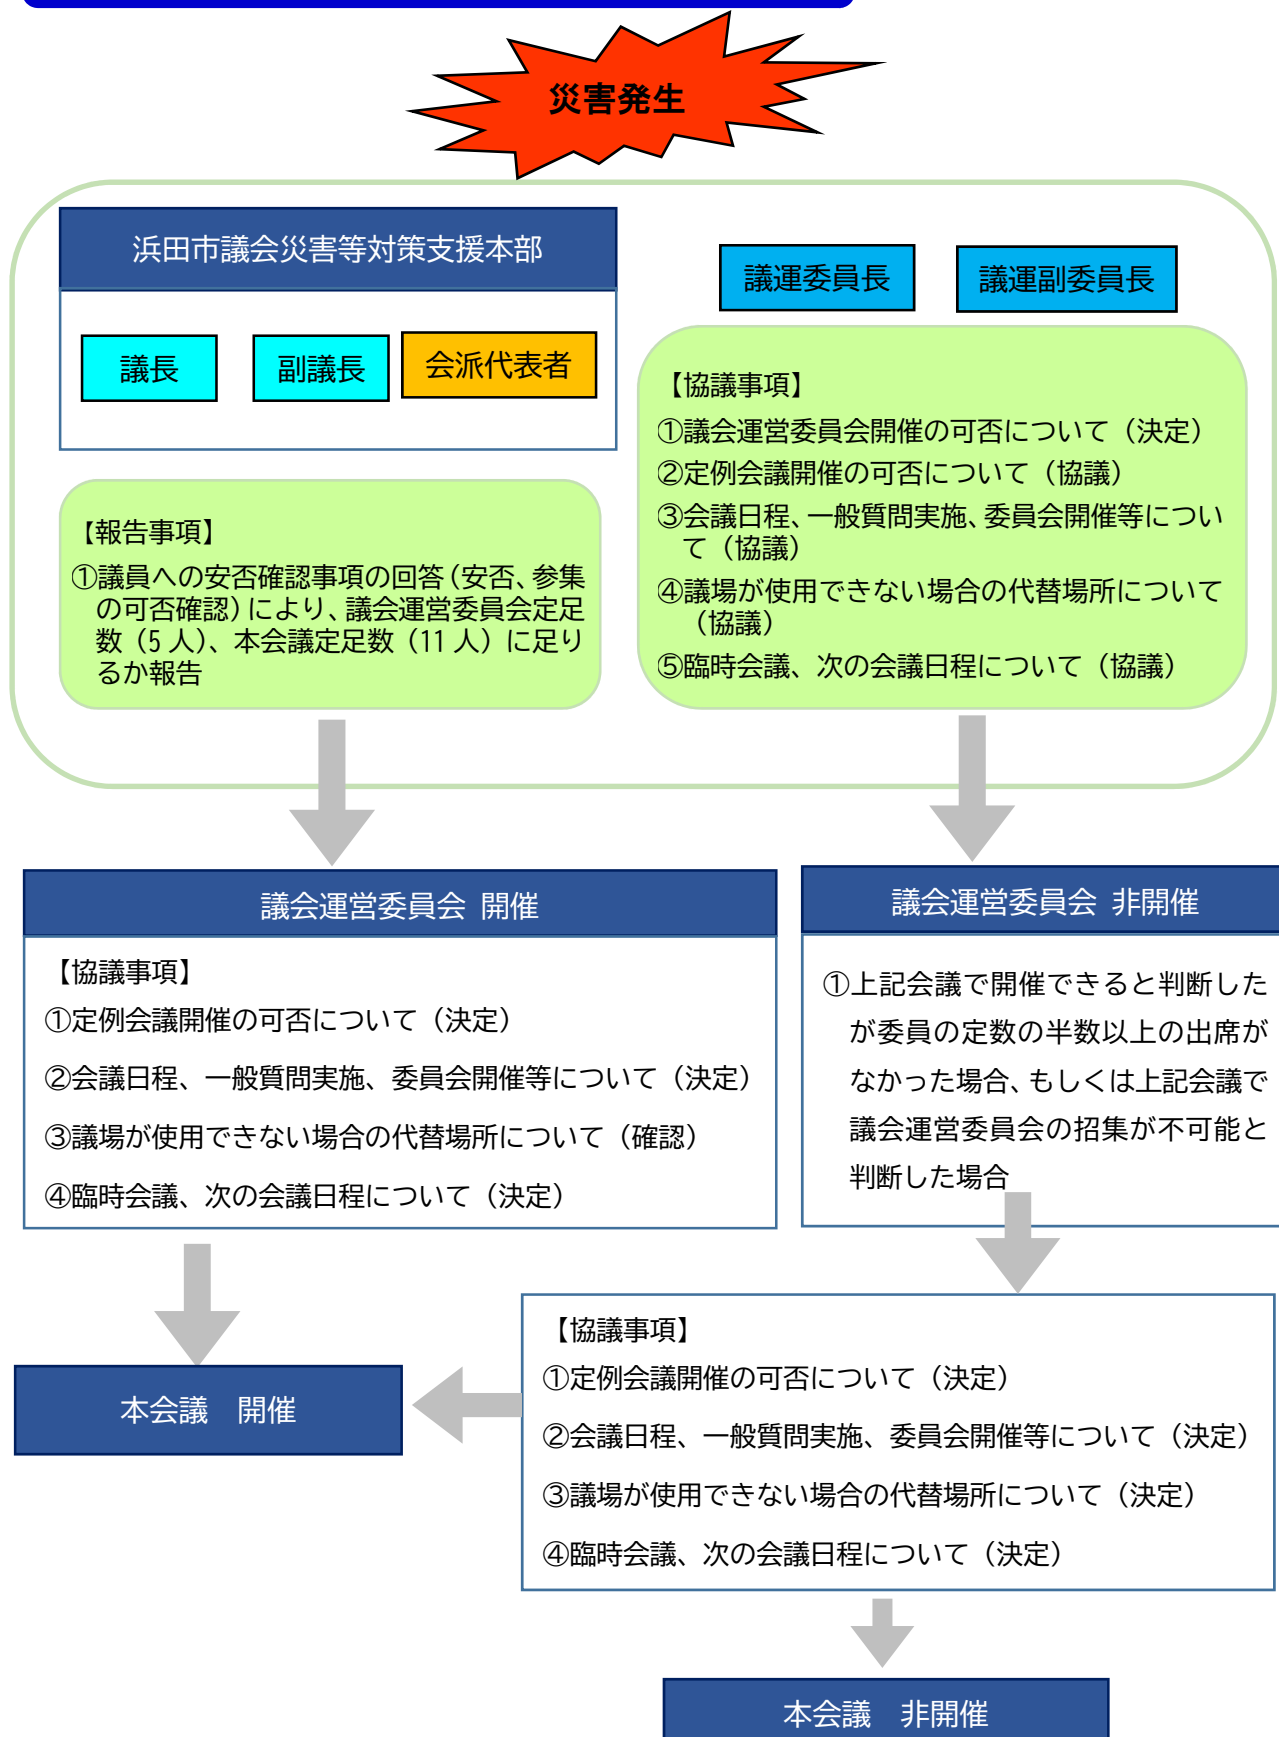 災害発生
浜田市議会災害等対策支援本部
議長
副議長
会派代表者
【報告事項】
①議員への安否確認事項の回答（安否、参集
の可否確認）により、議会運営委員会定足
数（5人）、本会議定足数（11人）に足り
るか報告
議運委員長
議運副委員長
【協議事項】
①議会運営委員会開催の可否について（決定）
②定例会議開催の可否について（協議）
③会議日程、一般質問実施、委員会開催等につい
て（協議）
④議場が使用できない場合の代替場所について
（協議）
⑤臨時会議、次の会議日程について（協議）
議会運営委員会 開催
【協議事項】
①定例会議開催の可否について（決定）
②会議日程、一般質問実施、委員会開催等について（決定）
③議場が使用できない場合の代替場所について（確認）
④臨時会議、次の会議日程について（決定）
議会運営委員会 非開催
①上記会議で開催できると判断した
が委員の定数の半数以上の出席が
なかった場合、もしくは上記会議で
議会運営委員会の招集が不可能と
判断した場合
【協議事項】
①定例会議開催の可否について（決定）
②会議日程、一般質問実施、委員会開催等について（決定）
③議場が使用できない場合の代替場所について（決定）
④臨時会議、次の会議日程について（決定）
本会議　開催
本会議　非開催